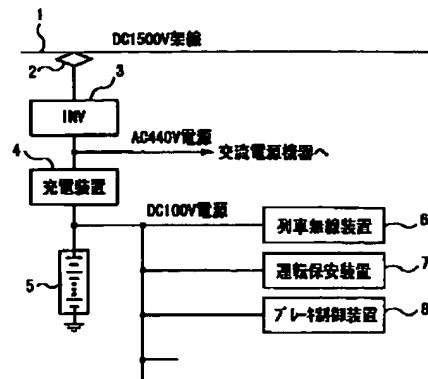 1
DC1500V架線
2
3
INV
AC440V電源
交流電源機器へ
4
充電装置
DC100V電源
列車無線装置
6
5
運転保安装置
7
ブレーキ制御装置
8